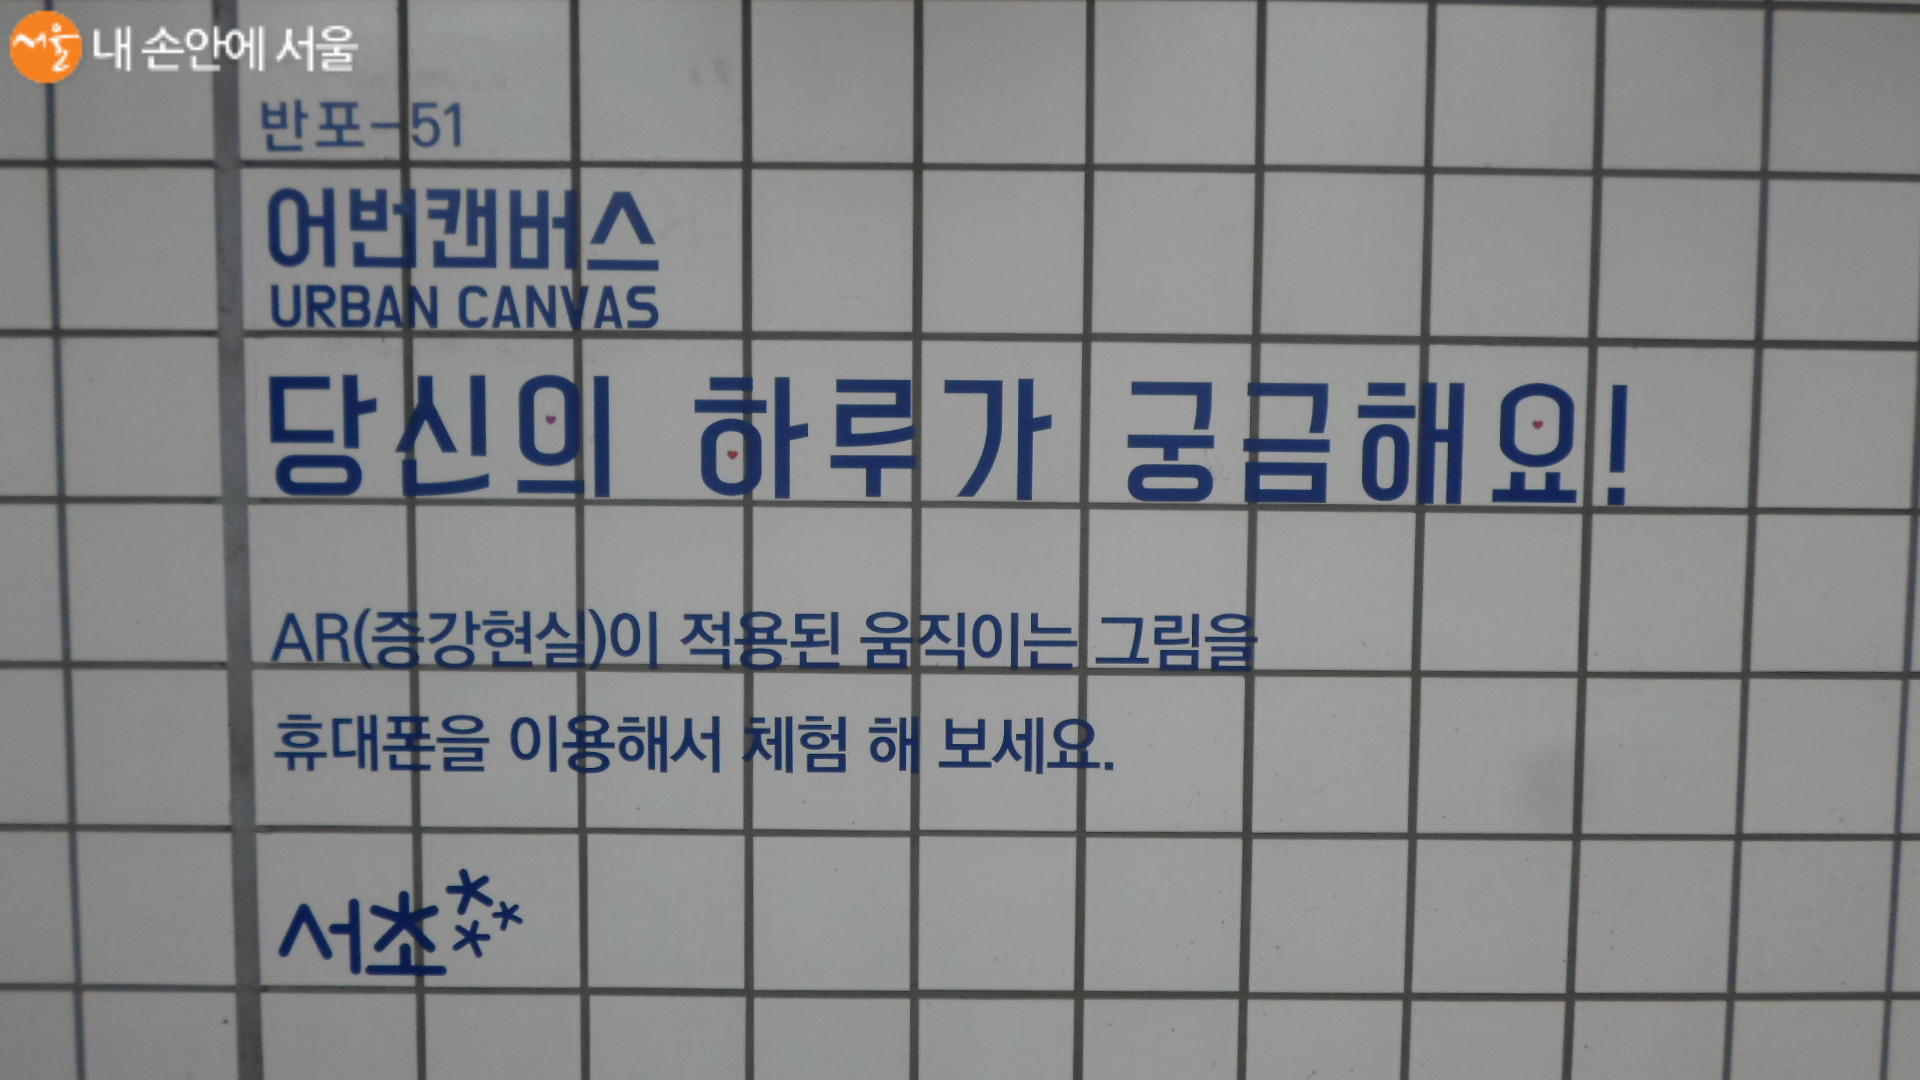 서울 내 손안에 서울
반포-51
어번캔버스
URBAN CANVAS
당신의 하루가 궁금해요!
AR(증강현실)이 적용된 움직이는 그림을
휴대폰을 이용해서 체험 해 보세요.
서초